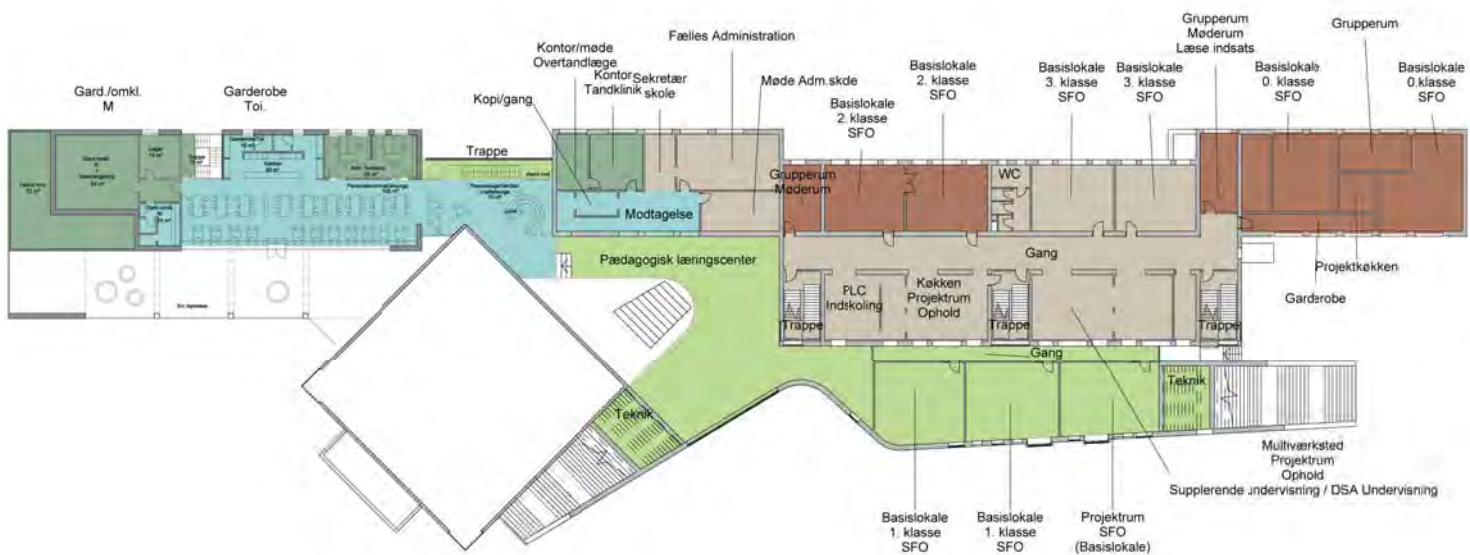 Fælles Administration
Kontor/møde
Overtandlæge
Kontor
Tandklinik
Sekretær
skole
Møde Adm.skde
Kopi/gang
Basislokale
2. klasse
SFO
Basislokale
2. klasse
SFO
Basislokale
3. klasse
SFO
Basislokale
3. klasse
SFO
Grupperum
Møderum
Læse indsats
Grupperum
Basislokale
0. klasse
SFO
Basislokale
0.klasse
SFO
Gard./omkl.
M
Garderobe
Toi.
Trappe
Lager
Trappe
Modtagelse
Grupperum
Møderum
WC
Gang
Pædagogisk læringscenter
PLC
Indskoling
Køkken
Projektrum
Ophold
Projektkøkken
Garderobe
Trappe
Trappe
Trappe
Gang
Teknik
Teknik
Multiværksted
Projektrum
Ophold
Supplerende undervisning / DSA Undervisning
Basislokale
1. klasse
SFO
Basislokale
1. klasse
SFO
Projektrum
SFO
(Basislokale)